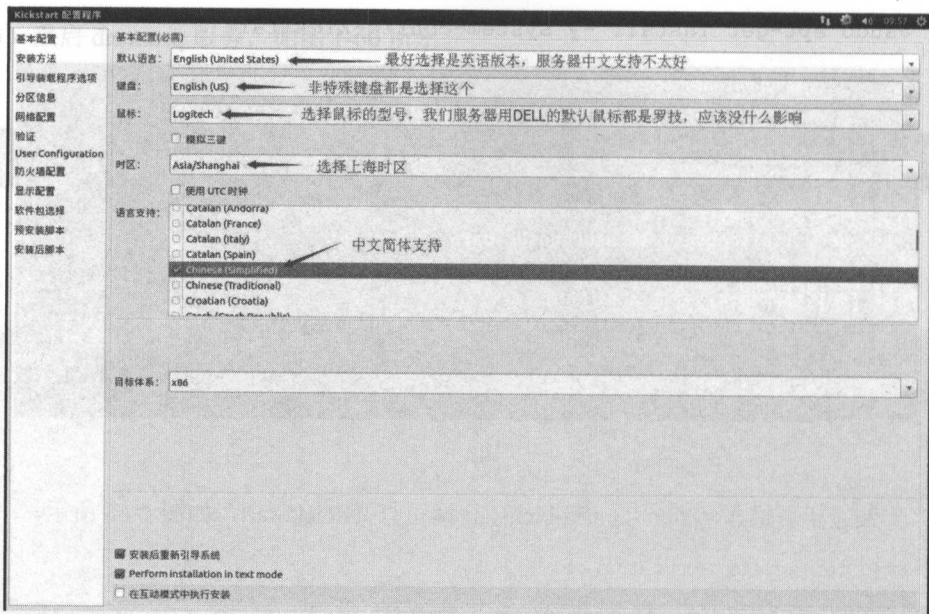 Kickstart 配置程序
09:57
基本配置
安装方法
引导装载程序选项
分区信息
网络配置
验证
User Configuration
防火墙配置
显示配置
软件包选择
预安装脚本
安装后脚本
基本配置(必需)
默认语言： English (United States) 最好选择是英语版本，服务器中文支持不太好
键盘： English (US) 非特殊键盘都是选择这个
鼠标： Logitech 选择鼠标的型号，我们服务器用DELL的默认鼠标都是罗技，应该没什么影响
模拟三键
时区： Asia/Shanghai 选择上海时区
使用 UTC 时钟
语言支持： Catalan (Andorra)
Catalan (France)
Catalan (Italy)
Catalan (Spain)
中文简体支持
Chinese (Simplified)
Chinese (Traditional)
Croatian (Croatia)
Czech (Czech Republic)
目标体系： x86
安装后重新引导系统
Perform installation in text mode
在互动模式中执行安装